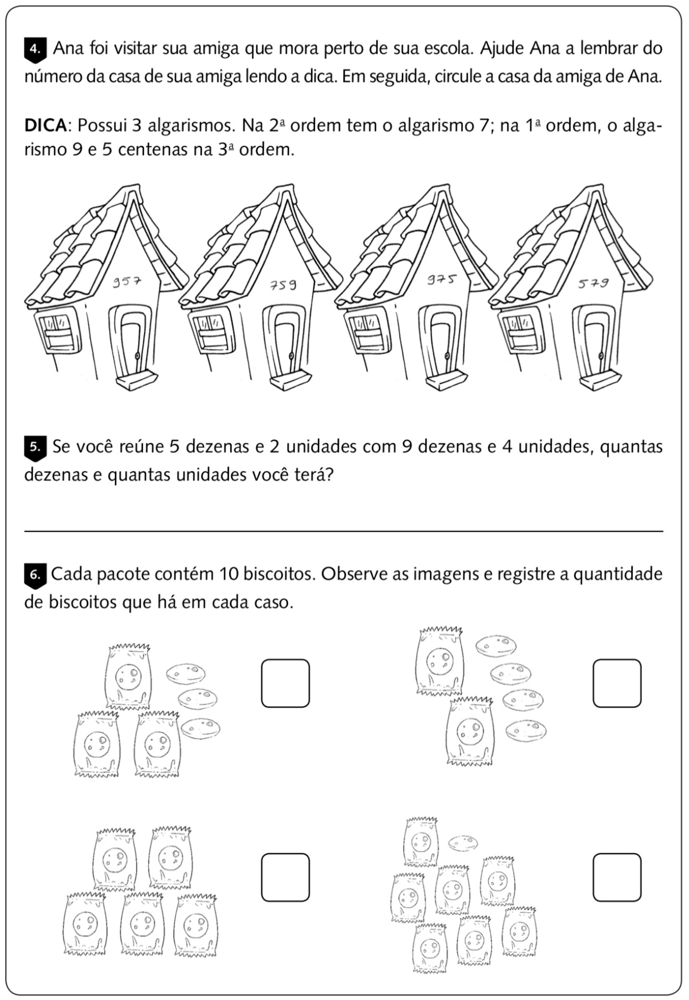 4. Ana foi visitar sua amiga que mora perto de sua escola. Ajude Ana a lembrar do
número da casa de sua amiga lendo a dica. Em seguida, circule a casa da amiga de Ana.
DICA: Possui 3 algarismos. Na 2ª ordem tem o algarismo 7; na 1ª ordem, o alga-
rismo 9 e 5 centenas na 3ª ordem.
957 759 975 579
5. Se você reúne 5 dezenas e 2 unidades com 9 dezenas e 4 unidades, quantas
dezenas e quantas unidades você terá?
6. Cada pacote contém 10 biscoitos. Observe as imagens e registre a quantidade
de biscoitos que há em cada caso.